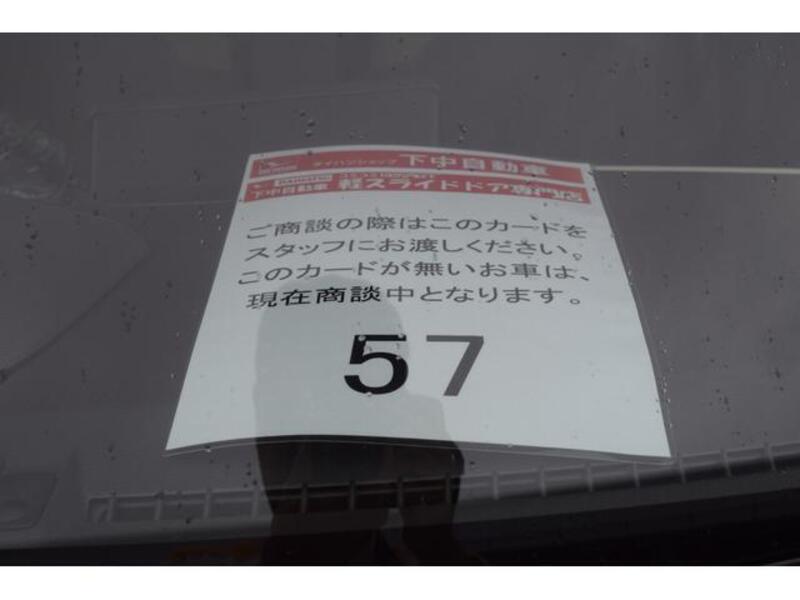 ダイハツショップ 下中自動車
DAIHATSU
下中自動車 軽スライドドア専門店
ご商談の際はこのカードを
スタッフにお渡しください。
このカードが無いお車は、
現在商談中となります。
57